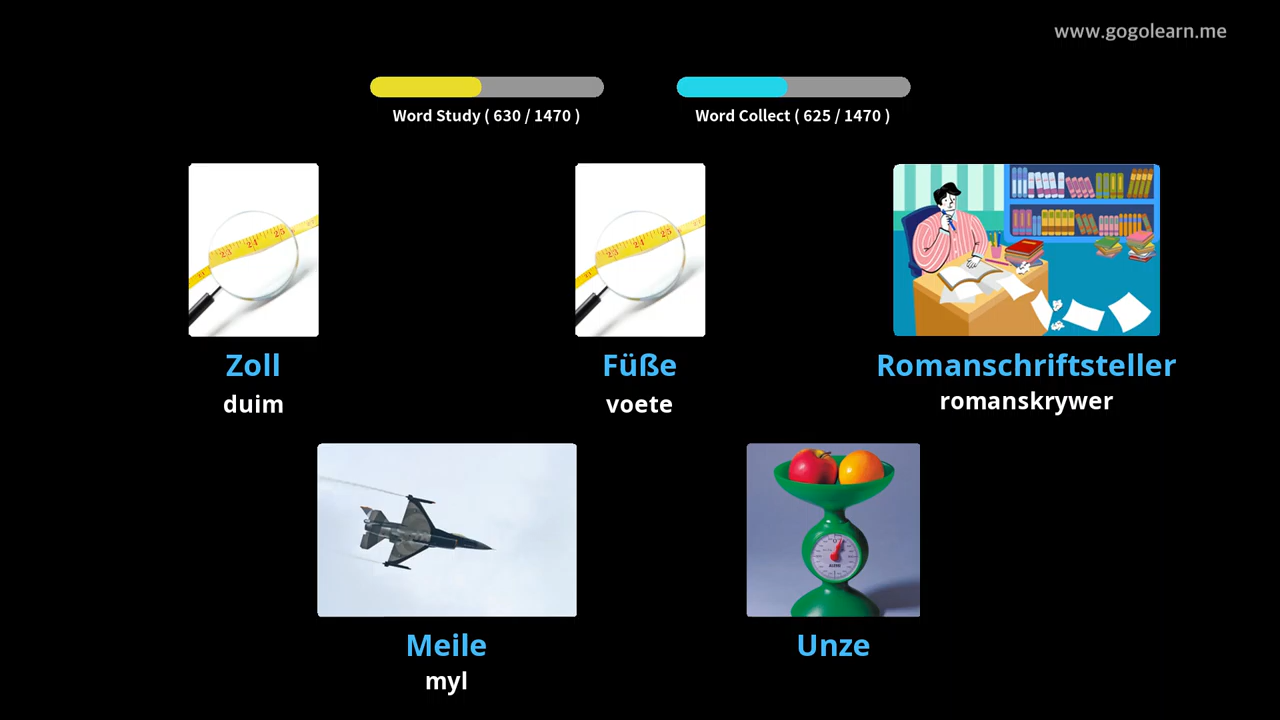 www.gogolearn.me
Word Study ( 630 / 1470 )
Word Collect ( 625 / 1470 )
Zoll
duim
Füße
voete
Romanschriftsteller
romanskrywer
Meile
myl
Unze